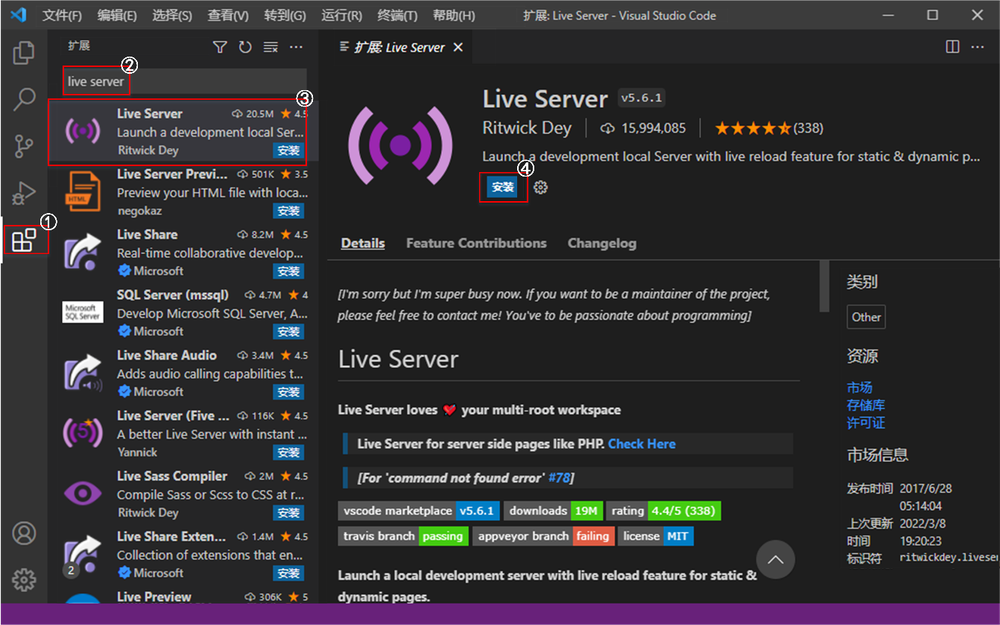 文件(F) 编辑(E) 选择(S) 查看(V) 转到(G) 运行(R) 终端(T) 帮助(H) 扩展: Live Server - Visual Studio Code
扩展
②
live server
③
Live Server 20.5M ★ 4.5
Launch a development local Ser...
Ritwick Dey 安装
Live Server Previ... 501K ★ 3.5
Preview your HTML file with loca...
negokaz 安装
HTML
①
Live Share 8.2M ★ 4.5
Real-time collaborative develop...
Microsoft 安装
SQL Server (mssql) 4.7M ★ 4
Microsoft
SQL Server
Develop Microsoft SQL Server, A...
Microsoft 安装
Live Share Audio 3.4M ★ 4.5
Adds audio calling capabilities t...
Microsoft 安装
Live Server (Five ... 116K ★ 4.5
5
A better Live Server with instant ...
Yannick 安装
Live Sass Compiler 2M ★ 4.5
Compile Sass or Scss to CSS at r...
Ritwick Dey 安装
Live Share Exten... 1.4M ★ 4.5
Collection of extensions that en...
2
Microsoft 安装
Live Preview 306K ★ 5
扩展: Live Server
Live Server v5.6.1
Ritwick Dey 15,994,085 ★★★★★(338)
Launch a development local Server with live reload feature for static & dynamic p...
④
安装
Details Feature Contributions Changelog
[I'm sorry but I'm super busy now. If you want to be a maintainer of the project,
please feel free to contact me! You've to be passionate about programming]
Live Server
Live Server loves ❤ your multi-root workspace
Live Server for server side pages like PHP. Check Here
[For 'command not found error' #78]
vscode marketplace v5.6.1 downloads 19M rating 4.4/5 (338)
travis branch passing appveyor branch failing license MIT
Launch a local development server with live reload feature for static &
dynamic pages.
类别
Other
资源
市场
存储库
许可证
市场信息
发布时间 2017/6/28
05:14:04
上次更新 2022/3/8
时间 19:20:23
标识符 ritwickdey.liveser